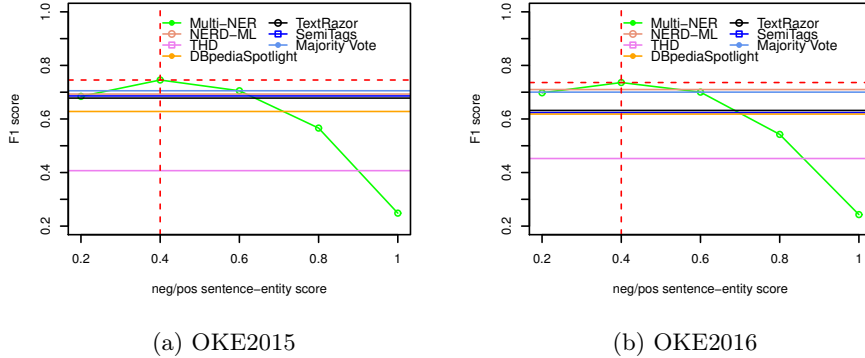 Multi−NER
NERD−ML
THD
DBpediaSpotlight
TextRazor
SemiTags
Majority Vote
F1 score
1.0
0.8
0.6
0.4
0.2
0.2 0.4 0.6 0.8 1
neg/pos sentence−entity score
(a) OKE2015
Multi−NER
NERD−ML
THD
DBpediaSpotlight
TextRazor
SemiTags
Majority Vote
F1 score
1.0
0.8
0.6
0.4
0.2
0.2 0.4 0.6 0.8 1
neg/pos sentence−entity score
(b) OKE2016